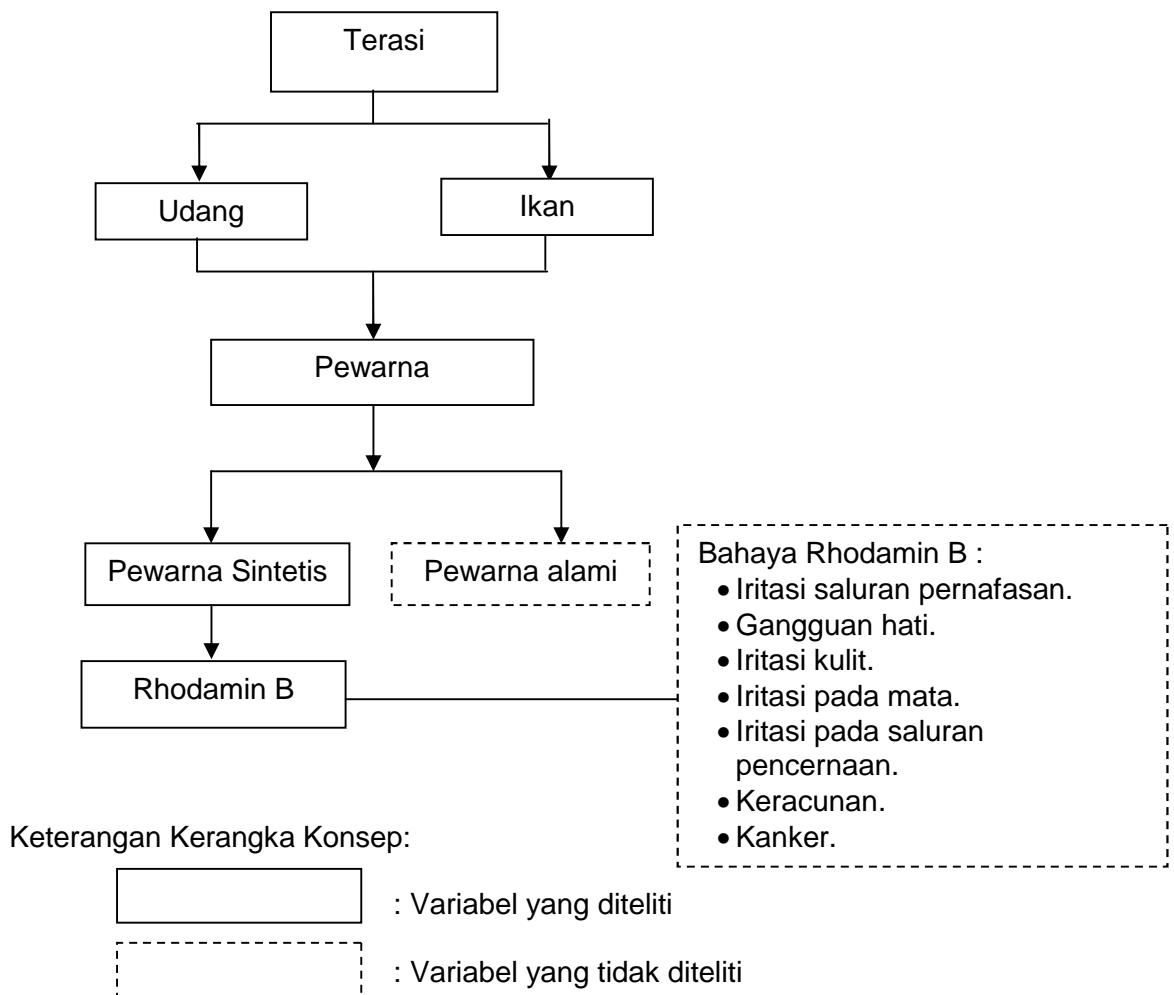 Terasi
Udang
Ikan
Pewarna
Pewarna Sintetis
Pewarna alami
Rhodamin B
Bahaya Rhodamin B :
• Iritasi saluran pernafasan.
• Gangguan hati.
• Iritasi kulit.
• Iritasi pada mata.
• Iritasi pada saluran
pencernaan.
• Keracunan.
• Kanker.
Keterangan Kerangka Konsep:
: Variabel yang diteliti
: Variabel yang tidak diteliti